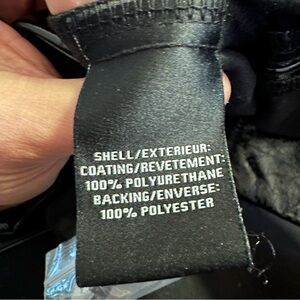 SHELL/EXTERIEUR:
COATING/REVETEMENT:
100% POLYURETHANE
BACKING/ENVERSE:
100% POLYESTER